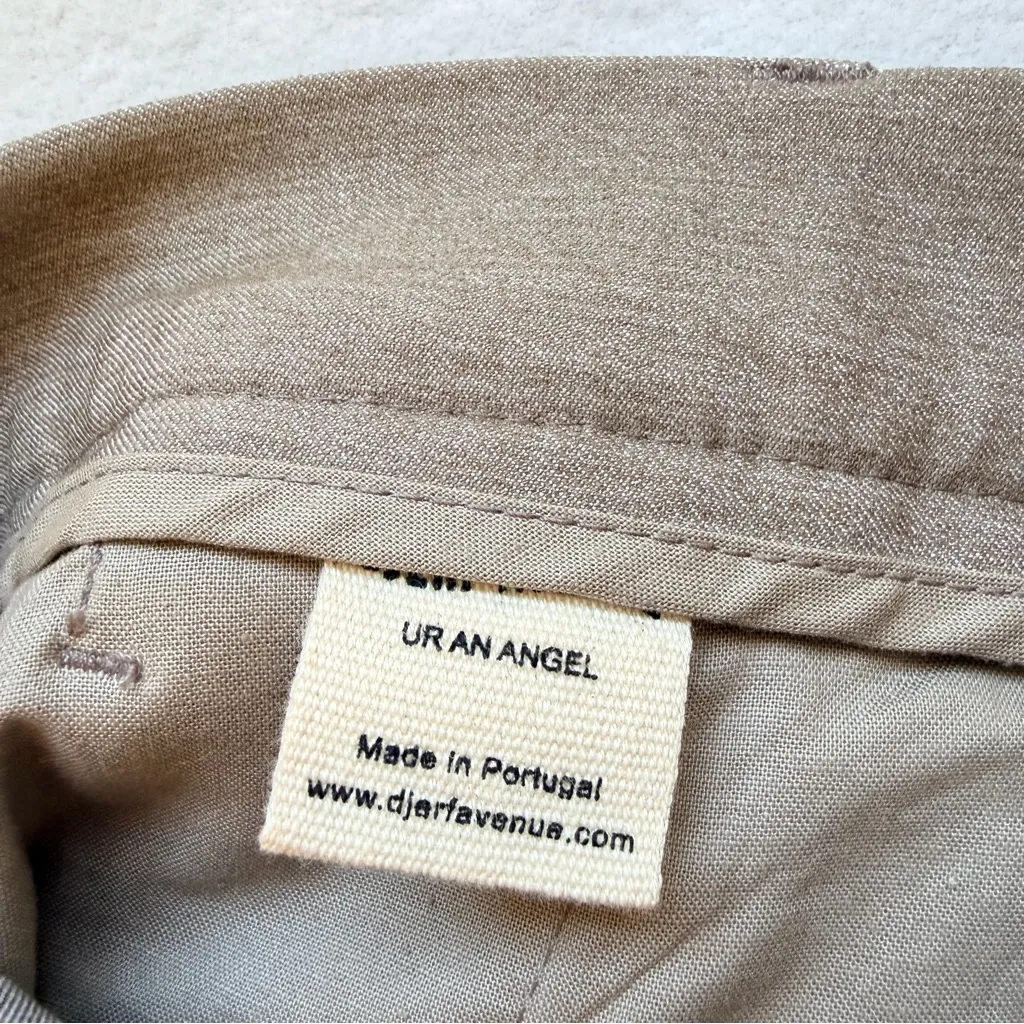 UR AN ANGEL
Made in Portugal
www.djerfavenue.com